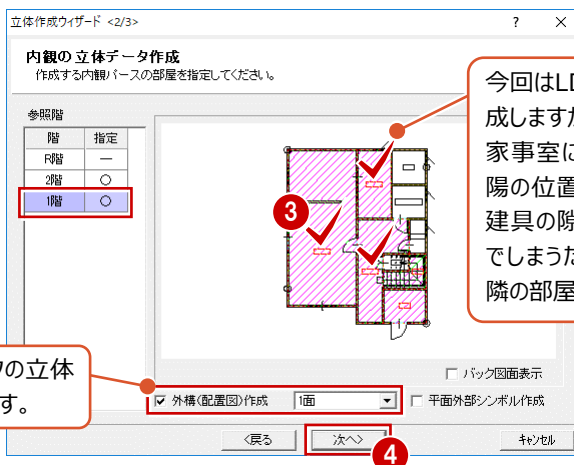 立体作成ウィザード <2/3>
? ×
内観の立体データ作成
作成する内観パースの部屋を指定してください。
参照階
階 指定
R階 ―
2階 ○
1階 ○
3
今回はLD
成しますが
家事室に
陽の位置
建具の隙
でしまうた
隣の部屋
の立体
す。
バック図面表示
外構(配置図)作成 1面 平面外部シンボル作成
<戻る 次へ> キャンセル
4